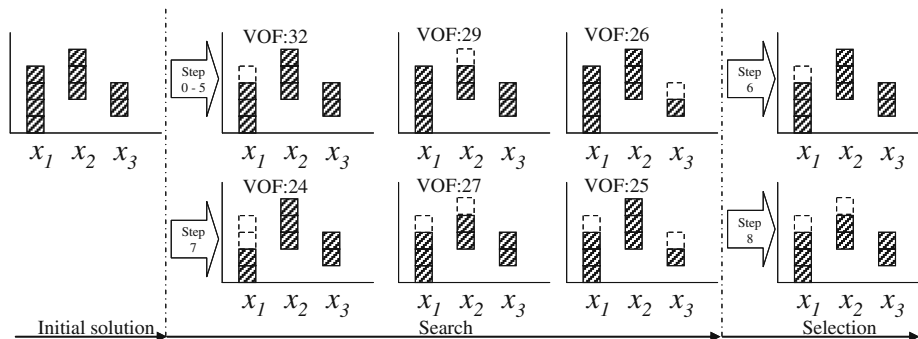 VOF:32 VOF:29 VOF:26
Step 0 - 5
Step 6
x1 x2 x3 x1 x2 x3 x1 x2 x3 x1 x2 x3 x1 x2 x3
VOF:24 VOF:27 VOF:25
Step 7
Step 8
x1 x2 x3 x1 x2 x3 x1 x2 x3 x1 x2 x3
Initial solution Search Selection